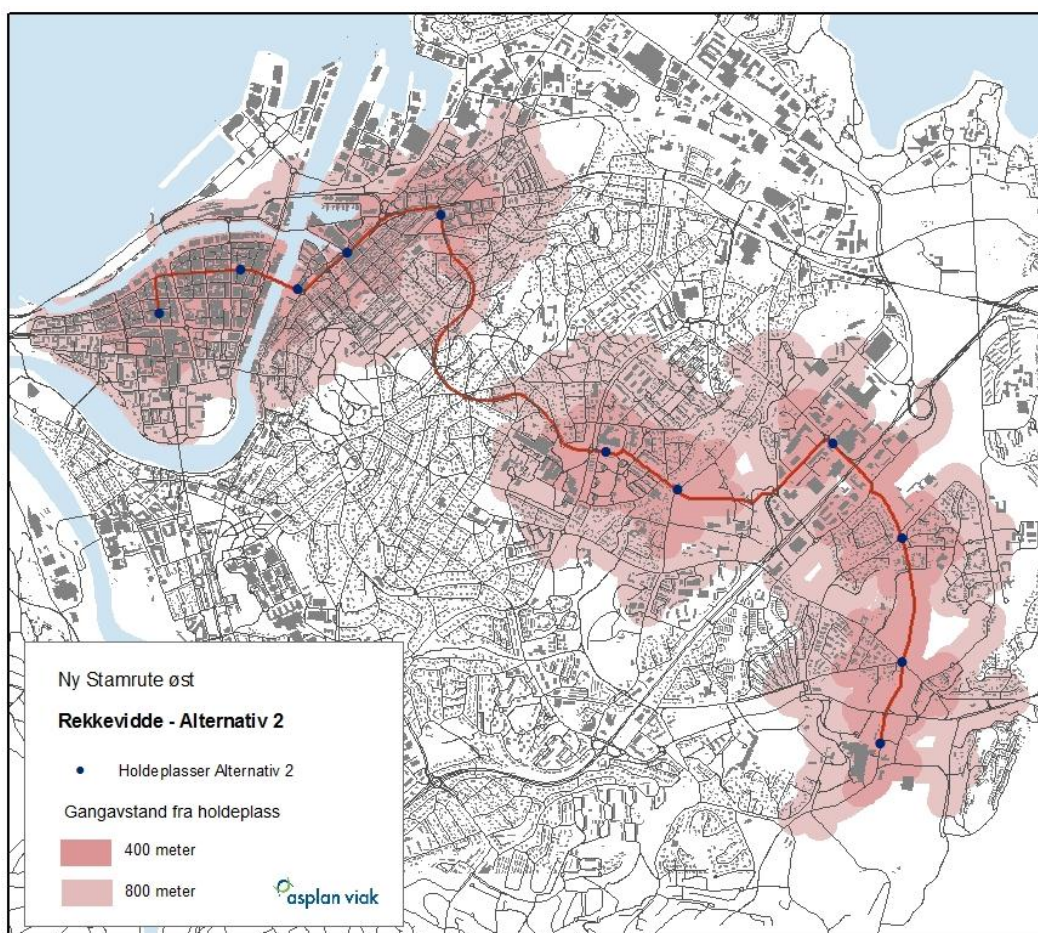 Ny Stamrute øst
Rekkevidde - Alternativ 2
Holdeplasser Alternativ 2
Gangavstand fra holdeplass
400 meter
800 meter
asplan viak